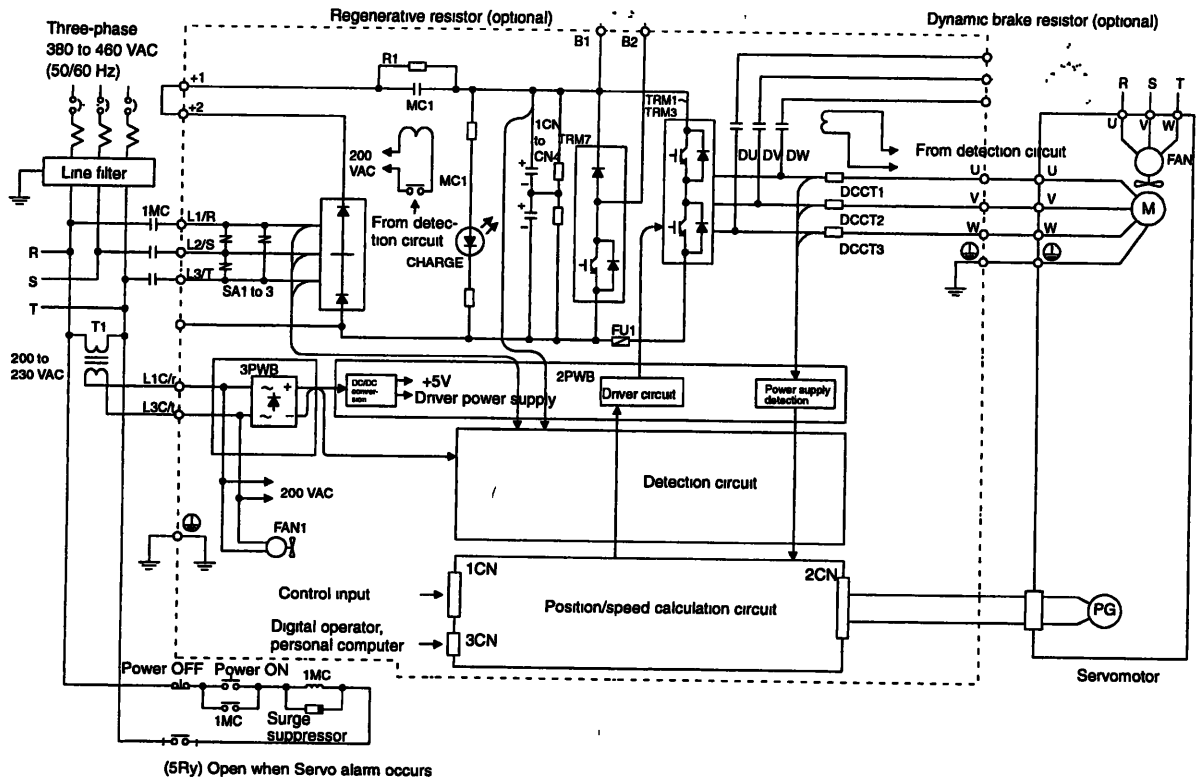 Regenerative resistor (optional)
Dynamic brake resistor (optional)
Three-phase
380 to 460 VAC
(50/60 Hz)
B1
B2
+1
R1
MC1
+2
TRM1~
TRM3
R S T
U V W
FAN
1CN
to
CN4
TRM7
200
VAC
MC1
From detec-
tion circuit
DU DV DW
From detection circuit
Line filter
1MC
L1/R
L2/S
L3/T
SA1 to 3
CHARGE
DCCT1
DCCT2
DCCT3
U
V
W
U
V
W
M
R
S
T
T1
200 to
230 VAC
FU1
L1C/r
L3C/t
3PWB
~ +
~ −
DC/DC
conver-
sion
+5V
Driver power supply
2PWB
Driver circuit
Power supply
detection
Detection circuit
200 VAC
FAN1
1CN
2CN
Control input
Position/speed calculation circuit
Digital operator,
personal computer
3CN
PG
Servomotor
Power OFF
Power ON
1MC
1MC
Surge
suppressor
(5Ry) Open when Servo alarm occurs